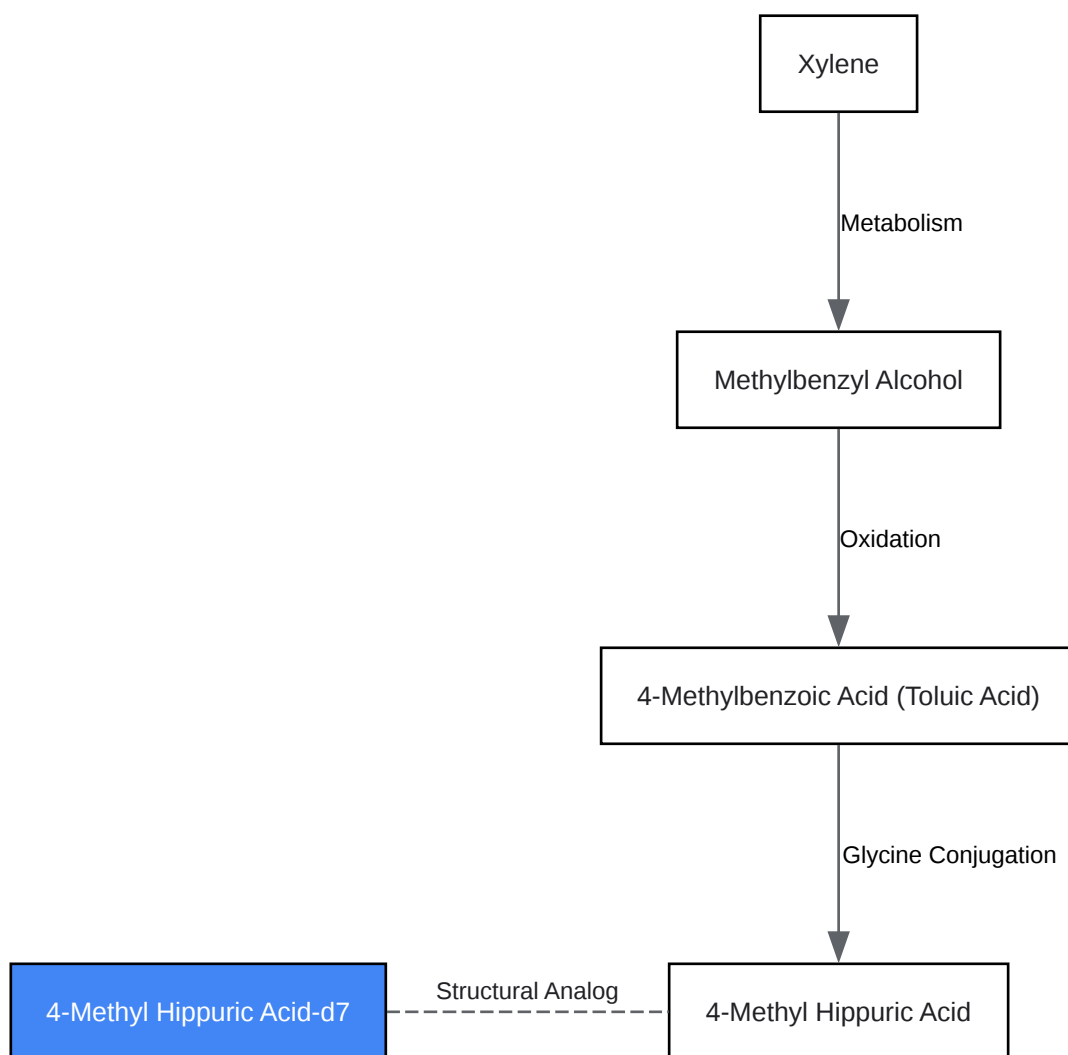 Xylene
Metabolism
Methylbenzyl Alcohol
Oxidation
4-Methylbenzoic Acid (Toluic Acid)
Glycine Conjugation
4-Methyl Hippuric Acid-d7
Structural Analog
4-Methyl Hippuric Acid